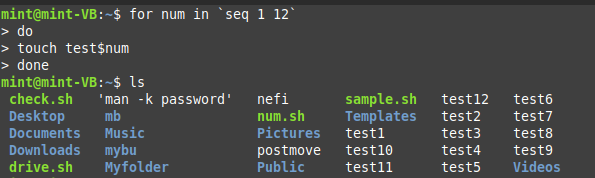 mint@mint-VB:~$ for num in `seq 1 12`
> do
> touch test$num
> done
mint@mint-VB:~$ ls
check.sh 'man -k password' nefi sample.sh test12 test6
Desktop mb num.sh Templates test2 test7
Documents Music Pictures test1 test3 test8
Downloads mybu postmove test10 test4 test9
drive.sh Myfolder Public test11 test5 Videos